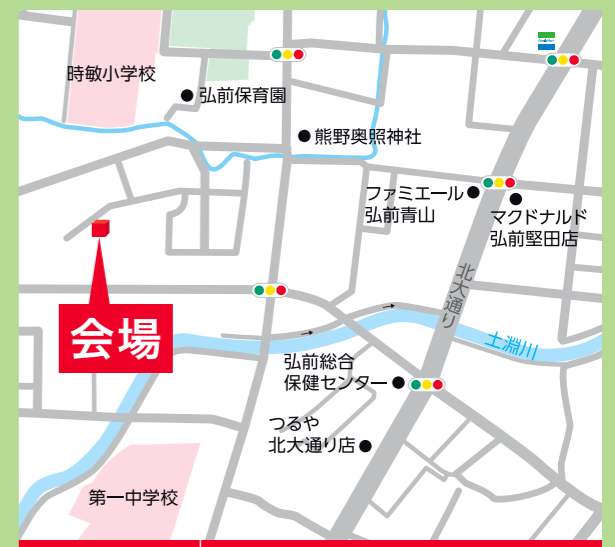 FamilyMart
時敏小学校
弘前保育園
熊野奥照神社
ファミエール
弘前青山
マクドナルド
弘前堅田店
北大通り
会場
土淵川
弘前総合
保健センター
つるや
北大通り店
第一中学校